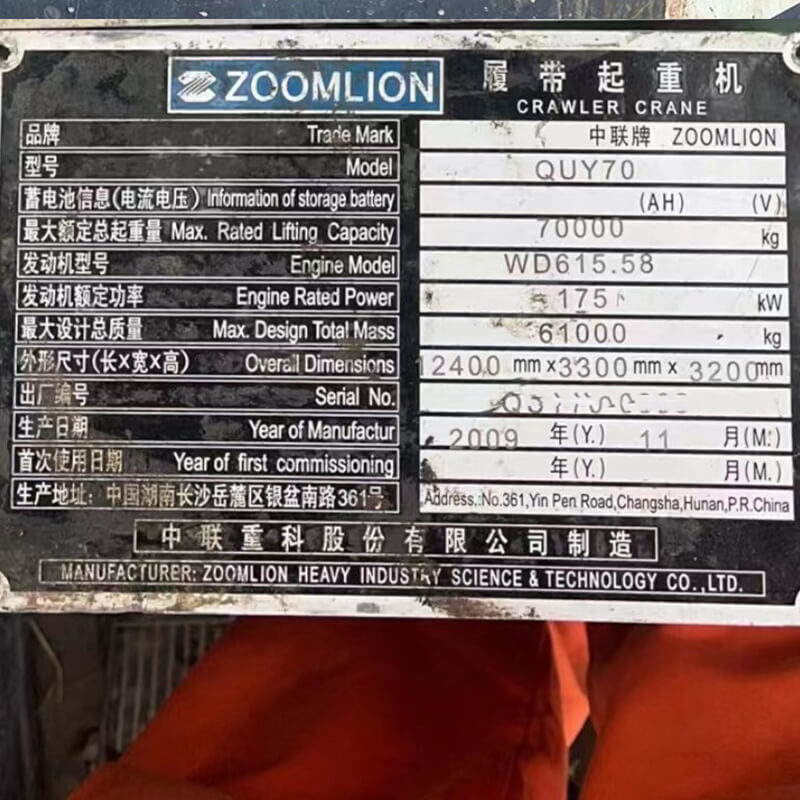 ZOOMLION 履带起重机
CRAWLER CRANE
品牌 Trade Mark 中联牌 ZOOMLION
型号 Model QUY70
蓄电池信息(电流电压) Information of storage battery (AH) (V)
最大额定总起重量 Max. Rated Lifting Capacity 70000 kg
发动机型号 Engine Model WD615.58
发动机额定功率 Engine Rated Power 175 kW
最大设计总质量 Max. Design Total Mass 61000 kg
外形尺寸(长×宽×高) Overall Dimensions 12400 mm×3300mm×3200mm
出厂编号 Serial No.
生产日期 Year of Manufactur 2009 年(Y.) 11 月(M.)
首次使用日期 Year of first commissioning 年(Y.) 月(M.)
生产地址: 中国湖南长沙岳麓区银盆南路361号 Address.:No.361,Yin Pen Road,Changsha,Hunan,P.R.China
中联重科股份有限公司制造
MANUFACTURER: ZOOMLION HEAVY INDUSTRY SCIENCE & TECHNOLOGY CO.,LTD.